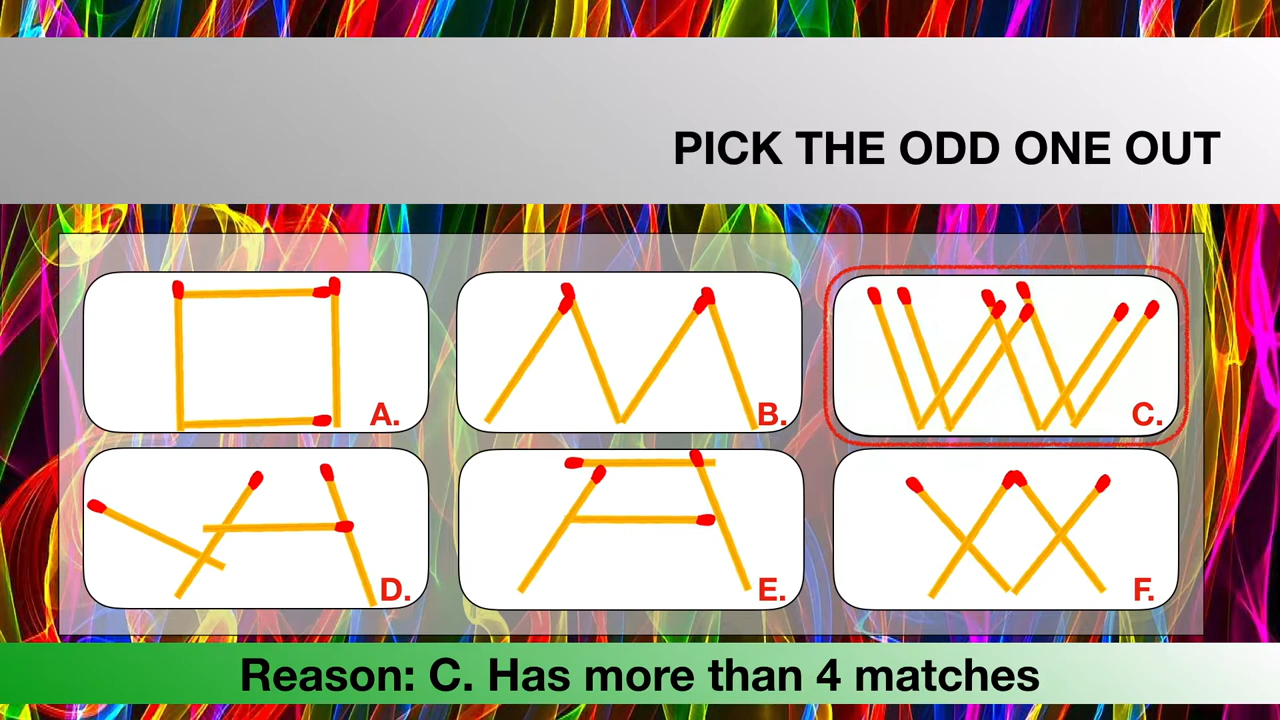 PICK THE ODD ONE OUT
A.
B.
C.
D.
E.
F.
Reason: C. Has more than 4 matches